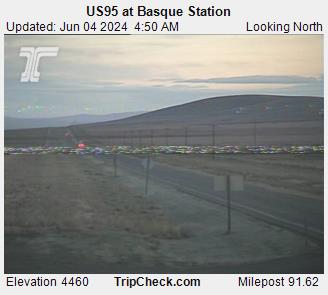 US95 at Basque Station
Updated: Jun 04 2024 4:50 AM Looking North
Elevation 4460 TripCheck.com Milepost 91.62